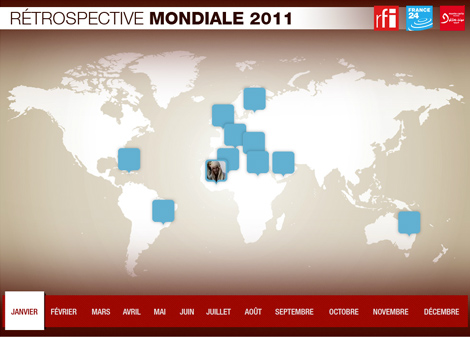 RÉTROSPECTIVE MONDIALE 2011
rfi
FRANCE
24
JANVIER FÉVRIER MARS AVRIL MAI JUIN JUILLET AOÛT SEPTEMBRE OCTOBRE NOVEMBRE DÉCEMBRE